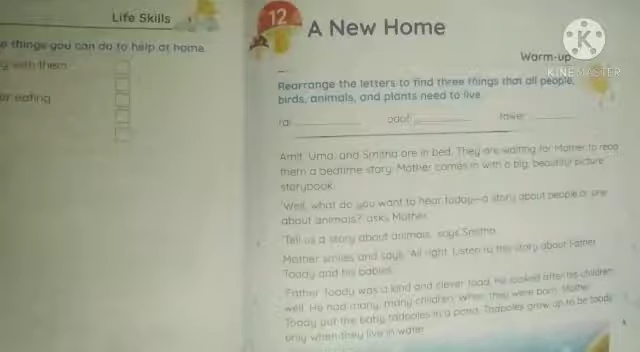 Life Skills
things you can do to help at home.
with them
eating
12
A New Home
KINEMASTER
Warm-up
Rearrange the letters to find three things that all people,
birds, animals, and plants need to live.
Amit, Uma, and Smitha are in bed. They are waiting for Mother to read
them a bedtime story. Mother comes in with a big, beautiful picture
storybook.
'Well, what do you want to hear today—a story about people or one
about animals?' asks Mother.
'Tell us a story about animals,' says Smitha.
Mother smiles and says, 'All right. Listen to this story about Father
Toady and his babies.
'Father Toady was a kind and clever toad. He looked after his children
well. He had many, many children. When they were born, Mother
Toady put the baby tadpoles in a pond. Tadpoles grow up to be toads
only when they live in water.